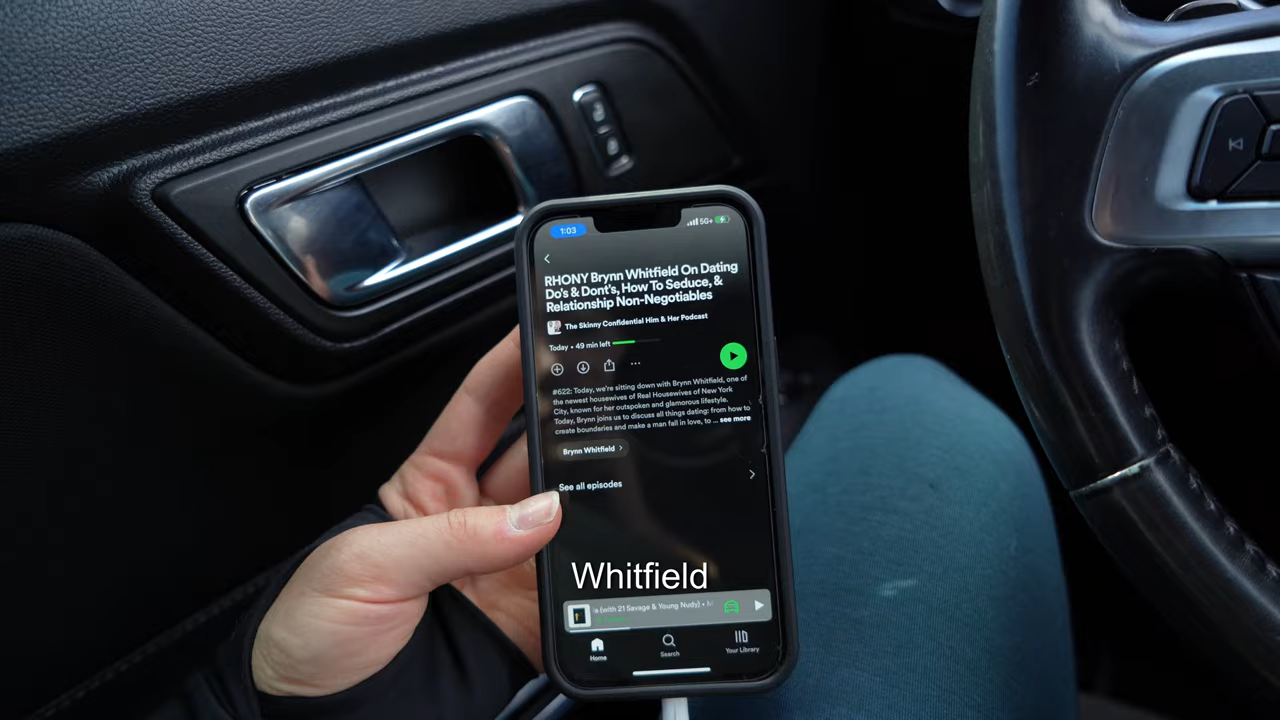 1:03
5G+
RHONY Brynn Whitfield On Dating
Do's & Dont's, How To Seduce, &
Relationship Non-Negotiables
The Skinny Confidential Him & Her Podcast
Today • 49 min left
#622: Today, we're sitting down with Brynn Whitfield, one of
the newest housewives of Real Housewives of New York
City, known for her outspoken and glamorous lifestyle.
Today, Brynn joins us to discuss all things dating: from how to
create boundaries and make a man fall in love, to ... see more
Brynn Whitfield
See all episodes
Whitfield
(with 21 Savage & Young Nudy) •
Home
Search
Your Library